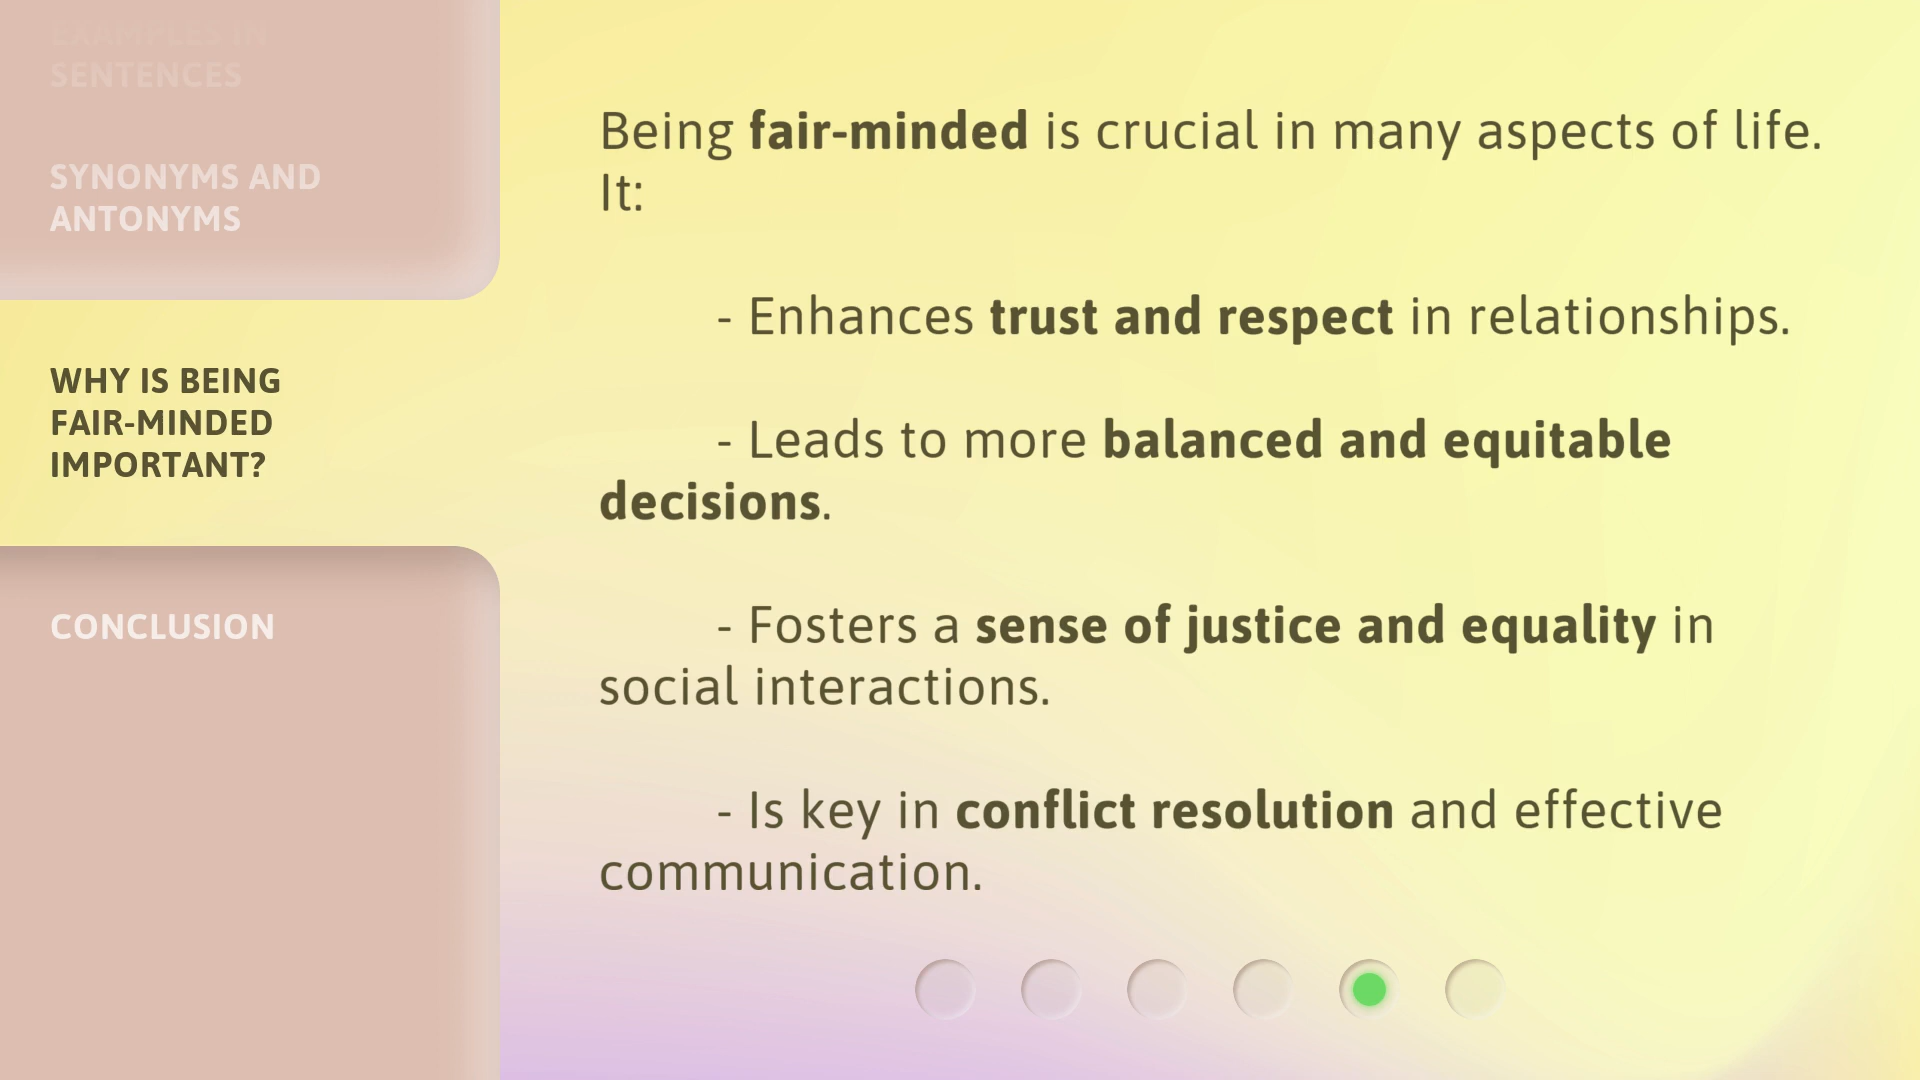 EXAMPLES IN
SENTENCES
SYNONYMS AND
ANTONYMS
WHY IS BEING
FAIR-MINDED
IMPORTANT?
CONCLUSION
Being fair-minded is crucial in many aspects of life.
It:
- Enhances trust and respect in relationships.
- Leads to more balanced and equitable
decisions.
- Fosters a sense of justice and equality in
social interactions.
- Is key in conflict resolution and effective
communication.